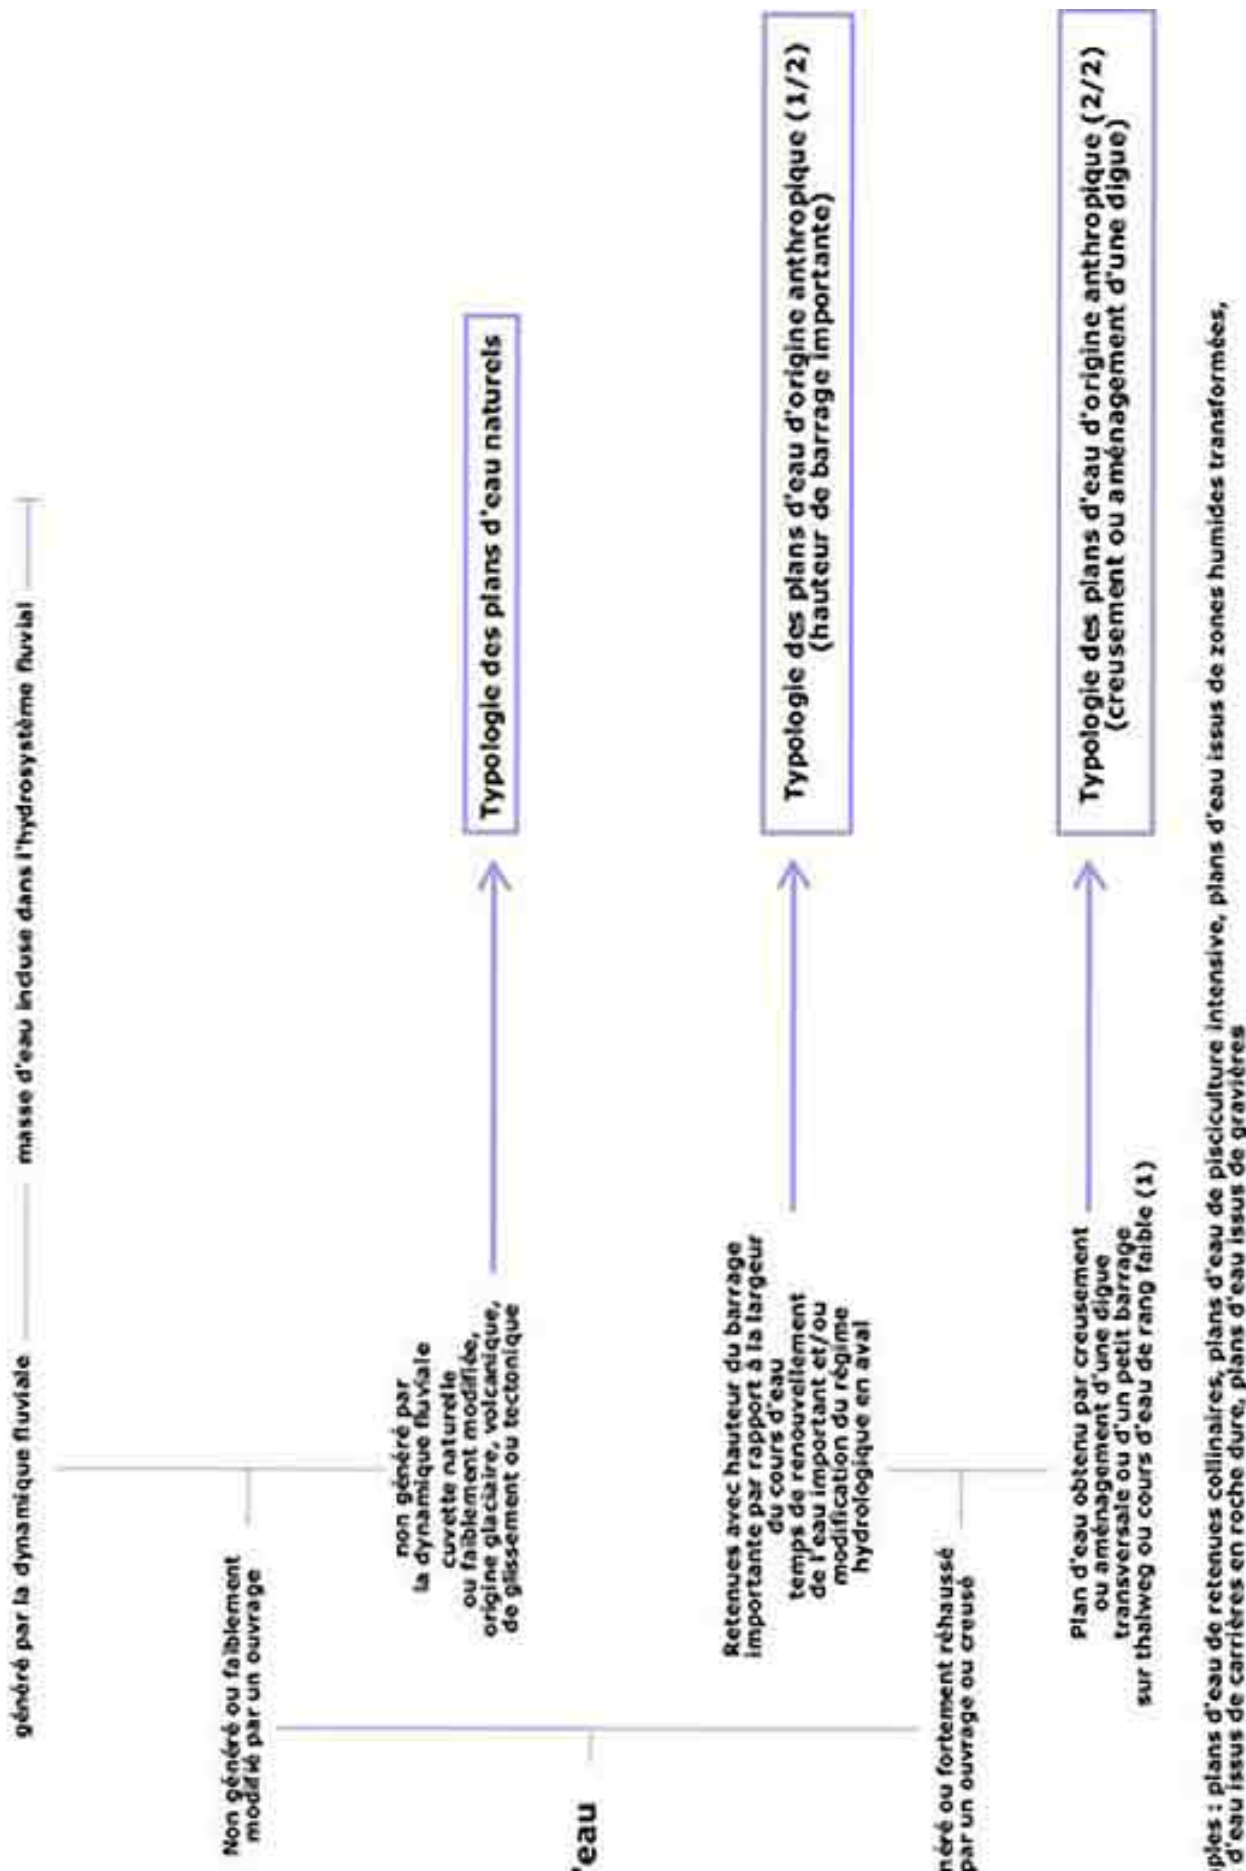 généré par la dynamique fluviale
masse d'eau incluse dans l'hydrosystème fluvial
Non généré ou faiblement
modifié par un ouvrage
non généré par
la dynamique fluviale
cuvette naturelle
ou faiblement modifiée,
origine glaciaire, volcanique,
de glissement ou tectonique
Typologie des plans d'eau naturels
'eau
Retenues avec hauteur du barrage
importante par rapport à la largeur
du cours d'eau
temps de renouvellement
de l'eau important et/ou
modification du régime
hydrologique en aval
Typologie des plans d'eau d'origine anthropique (1/2)
(hauteur de barrage importante)
néré ou fortement réhaussé
par un ouvrage ou creusé
Plan d'eau obtenu par creusement
ou aménagement d'une digue
transversale ou d'un petit barrage
sur thalweg ou cours d'eau de rang faible (1)
Typologie des plans d'eau d'origine anthropique (2/2)
(creusement ou aménagement d'une digue)
ples : plans d'eau de retenues collinaires, plans d'eau de pisciculture intensive, plans d'eau issus de zones humides transformées,
d'eau issus de carrières en roche dure, plans d'eau issus de gravières